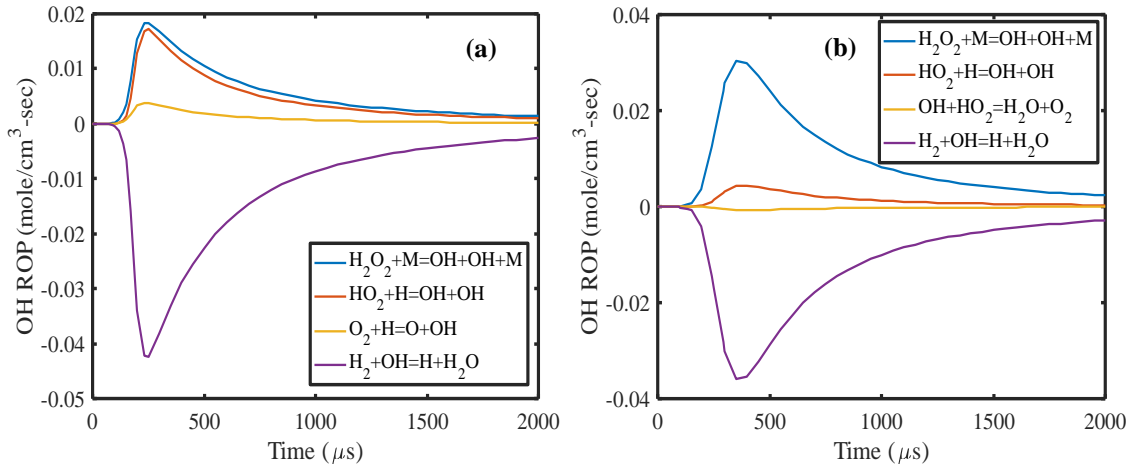 0.02
0.01
0
-0.01
-0.02
-0.03
-0.04
-0.05
OH ROP (mole/cm³-sec)
(a)
H₂O₂+M=OH+OH+M
HO₂+H=OH+OH
O₂+H=O+OH
H₂+OH=H+H₂O
0 500 1000 1500 2000
Time (μs)
0.04
0.02
0
-0.02
-0.04
OH ROP (mole/cm³-sec)
(b)
H₂O₂+M=OH+OH+M
HO₂+H=OH+OH
OH+HO₂=H₂O+O₂
H₂+OH=H+H₂O
0 500 1000 1500 2000
Time (μs)